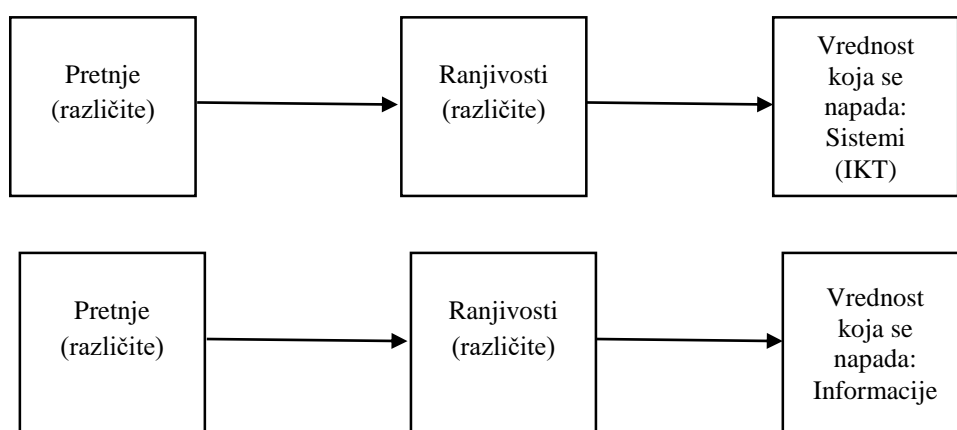 Pretnje
(različite)
Ranjivosti
(različite)
Vrednost
koja se
napada:
Sistemi
(IKT)
Pretnje
(različite)
Ranjivosti
(različite)
Vrednost
koja se
napada:
Informacije